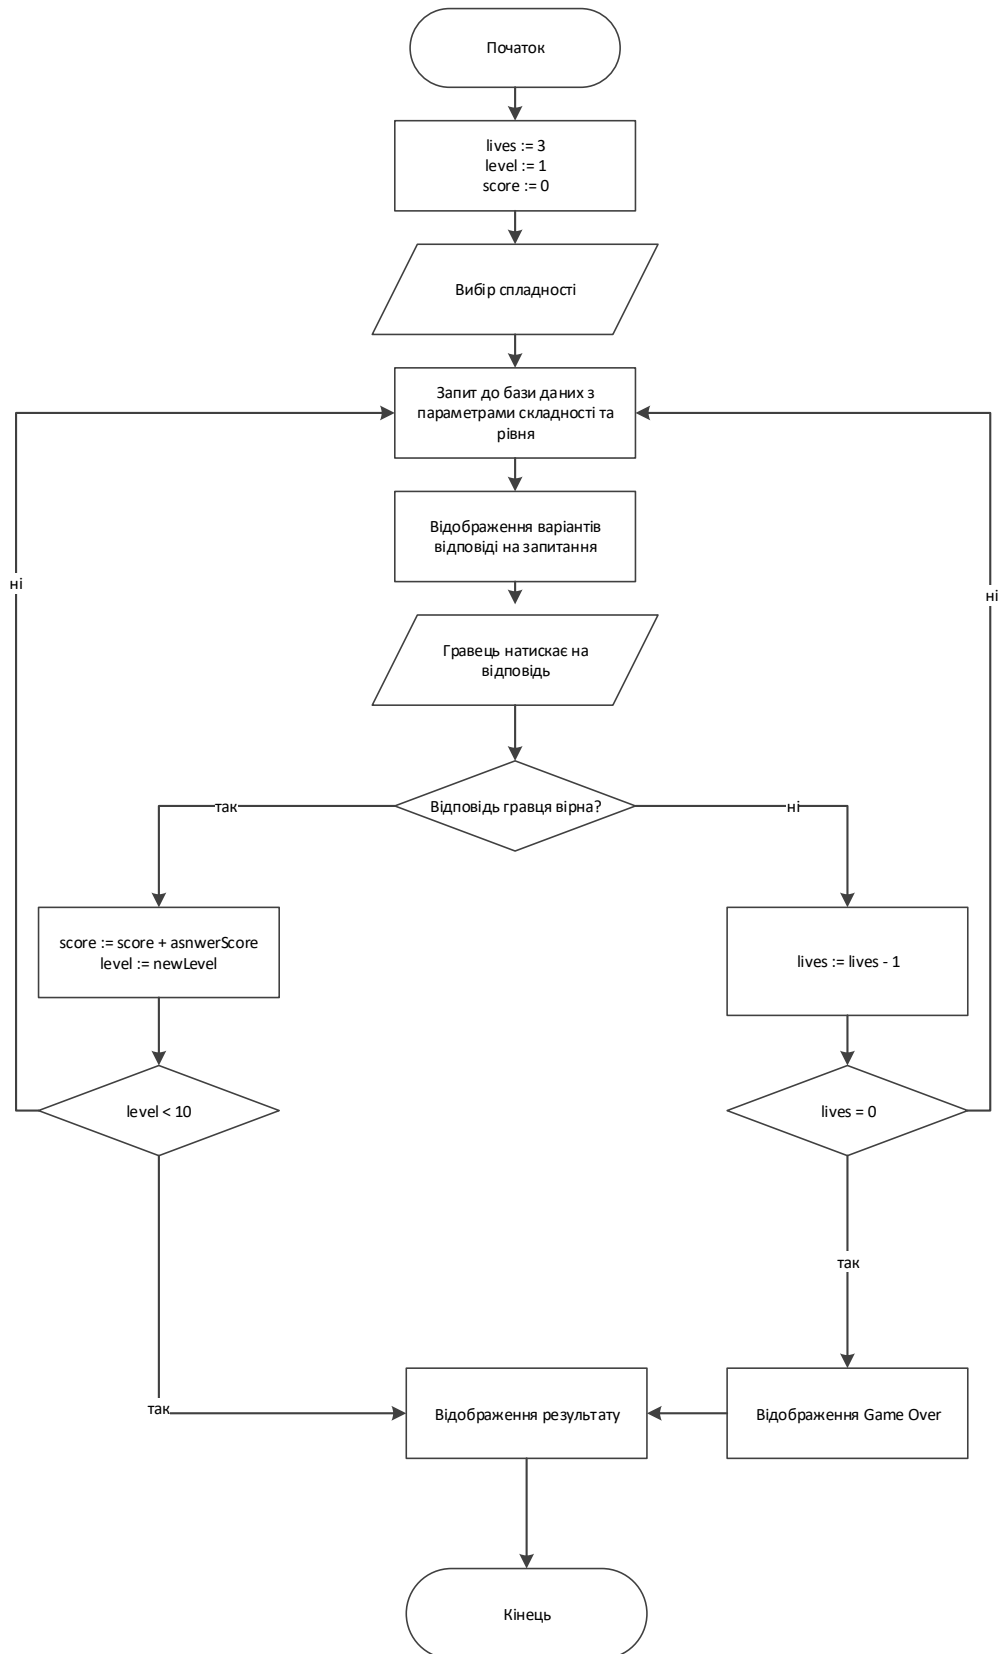 Початок
lives := 3
level := 1
score := 0
Вибір спладності
Запит до бази даних з
параметрами складності та
рівня
Відображення варіантів
відповіді на запитання
ні
ні
Гравець натискає на
відповідь
так
Відповідь гравця вірна?
ні
score := score + asnwerScore
level := newLevel
lives := lives - 1
level < 10
lives = 0
так
так
Відображення результату
Відображення Game Over
Кінець